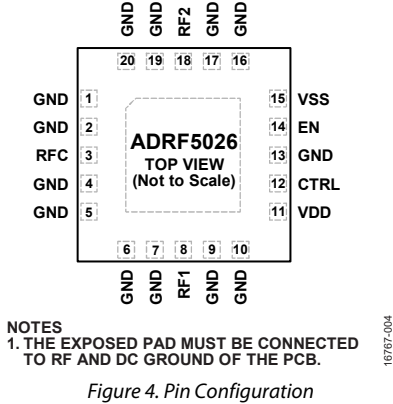 GND GND RF2 GND GND
20 19 18 17 16
GND 1 15 VSS
GND 2 14 EN
RFC 3 13 GND
GND 4 12 CTRL
GND 5 11 VDD
ADRF5026
TOP VIEW
(Not to Scale)
6 7 8 9 10
GND GND RF1 GND GND
NOTES
1. THE EXPOSED PAD MUST BE CONNECTED
TO RF AND DC GROUND OF THE PCB.
16767-004
Figure 4. Pin Configuration